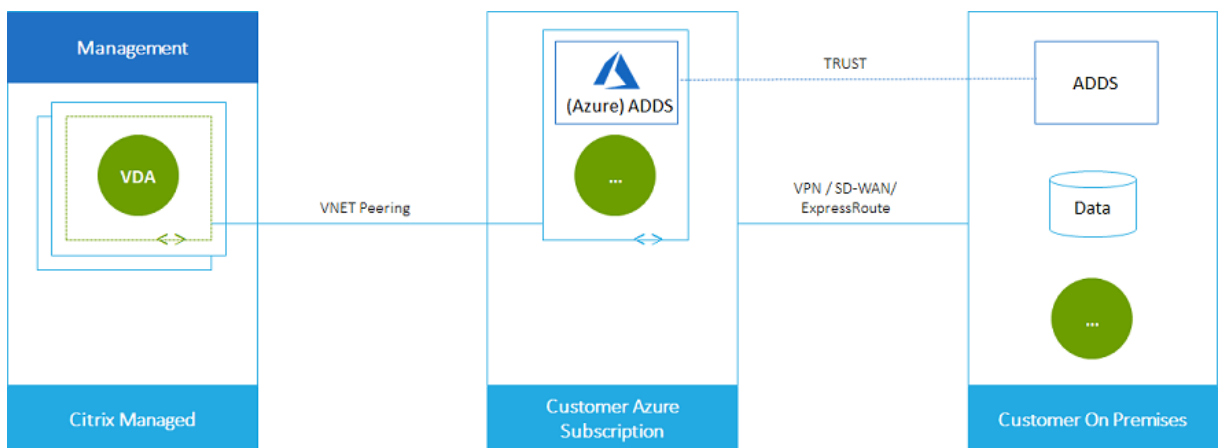 Management
VDA
Citrix Managed
VNET Peering
(Azure) ADDS
...
Customer Azure
Subscription
TRUST
VPN / SD-WAN/
ExpressRoute
ADDS
Data
...
Customer On Premises